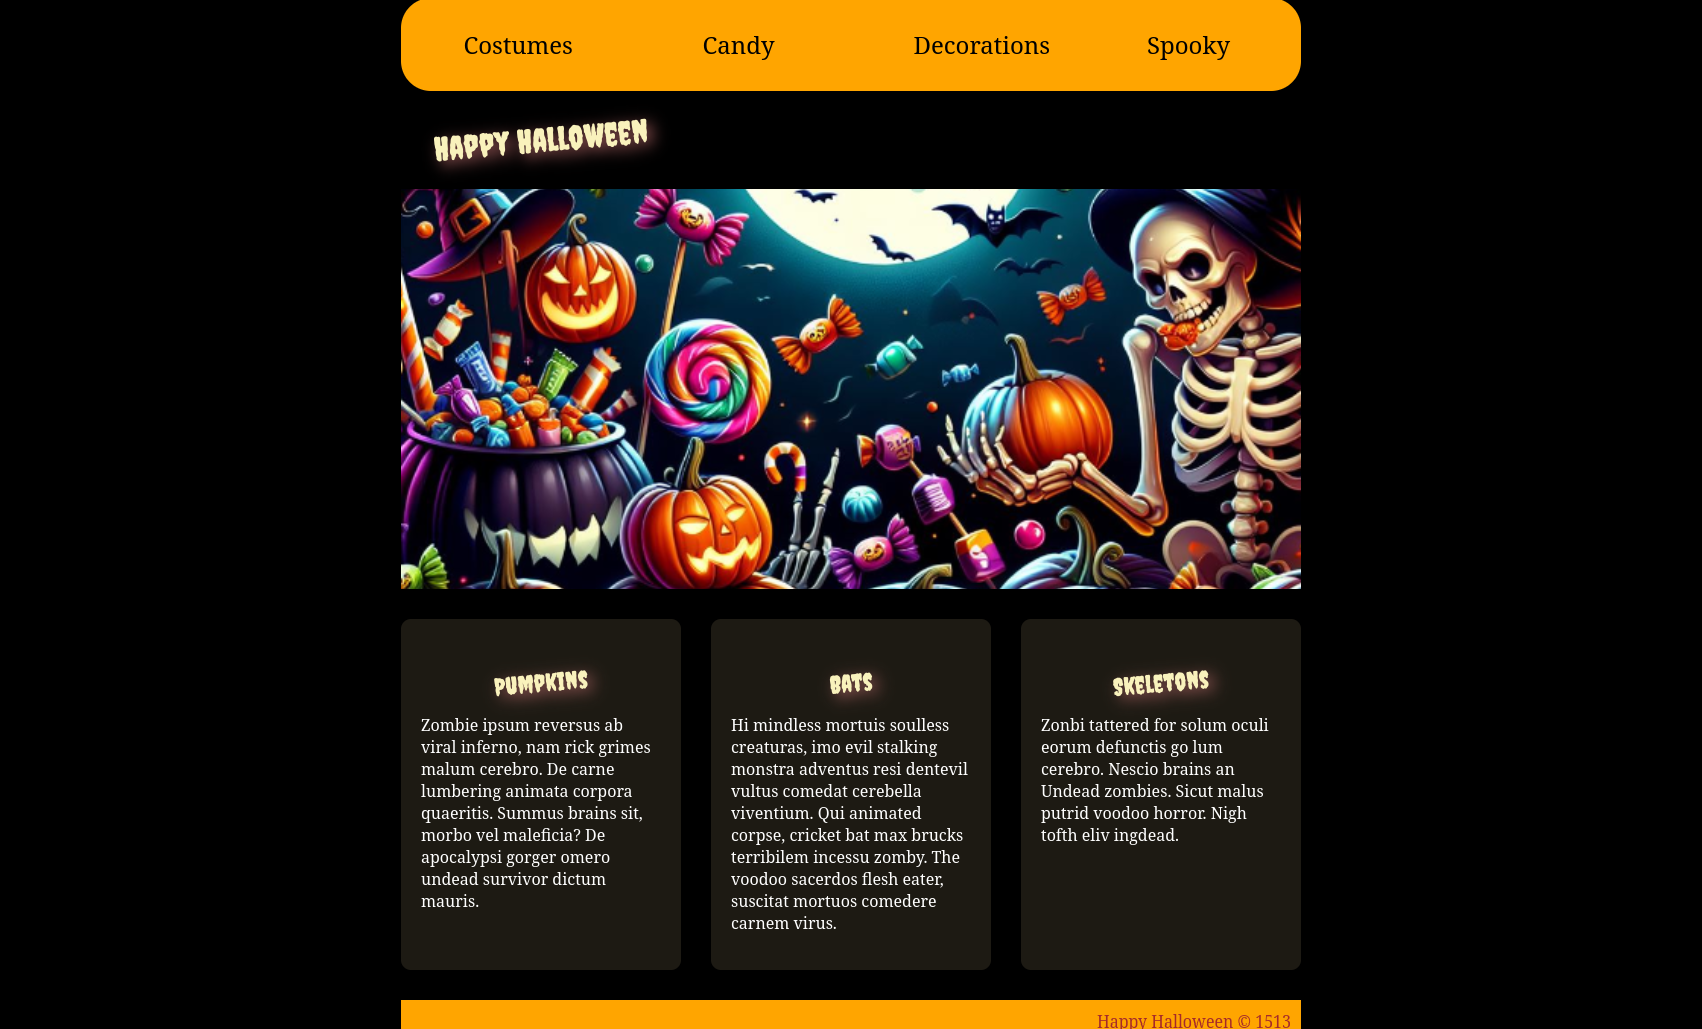 Costumes Candy Decorations Spooky
HAPPY HALLOWEEN
PUMPKINS
Zombie ipsum reversus ab
viral inferno, nam rick grimes
malum cerebro. De carne
lumbering animata corpora
quaeritis. Summus brains sit,
morbo vel maleficia? De
apocalypsi gorger omero
undead survivor dictum
mauris.
BATS
Hi mindless mortuis soulless
creaturas, imo evil stalking
monstra adventus resi dentevil
vultus comedat cerebella
viventium. Qui animated
corpse, cricket bat max brucks
terribilem incessu zomby. The
voodoo sacerdos flesh eater,
suscitat mortuos comedere
carnem virus.
SKELETONS
Zonbi tattered for solum oculi
eorum defunctis go lum
cerebro. Nescio brains an
Undead zombies. Sicut malus
putrid voodoo horror. Nigh
tofth eliv ingdead.
Happy Halloween © 1513